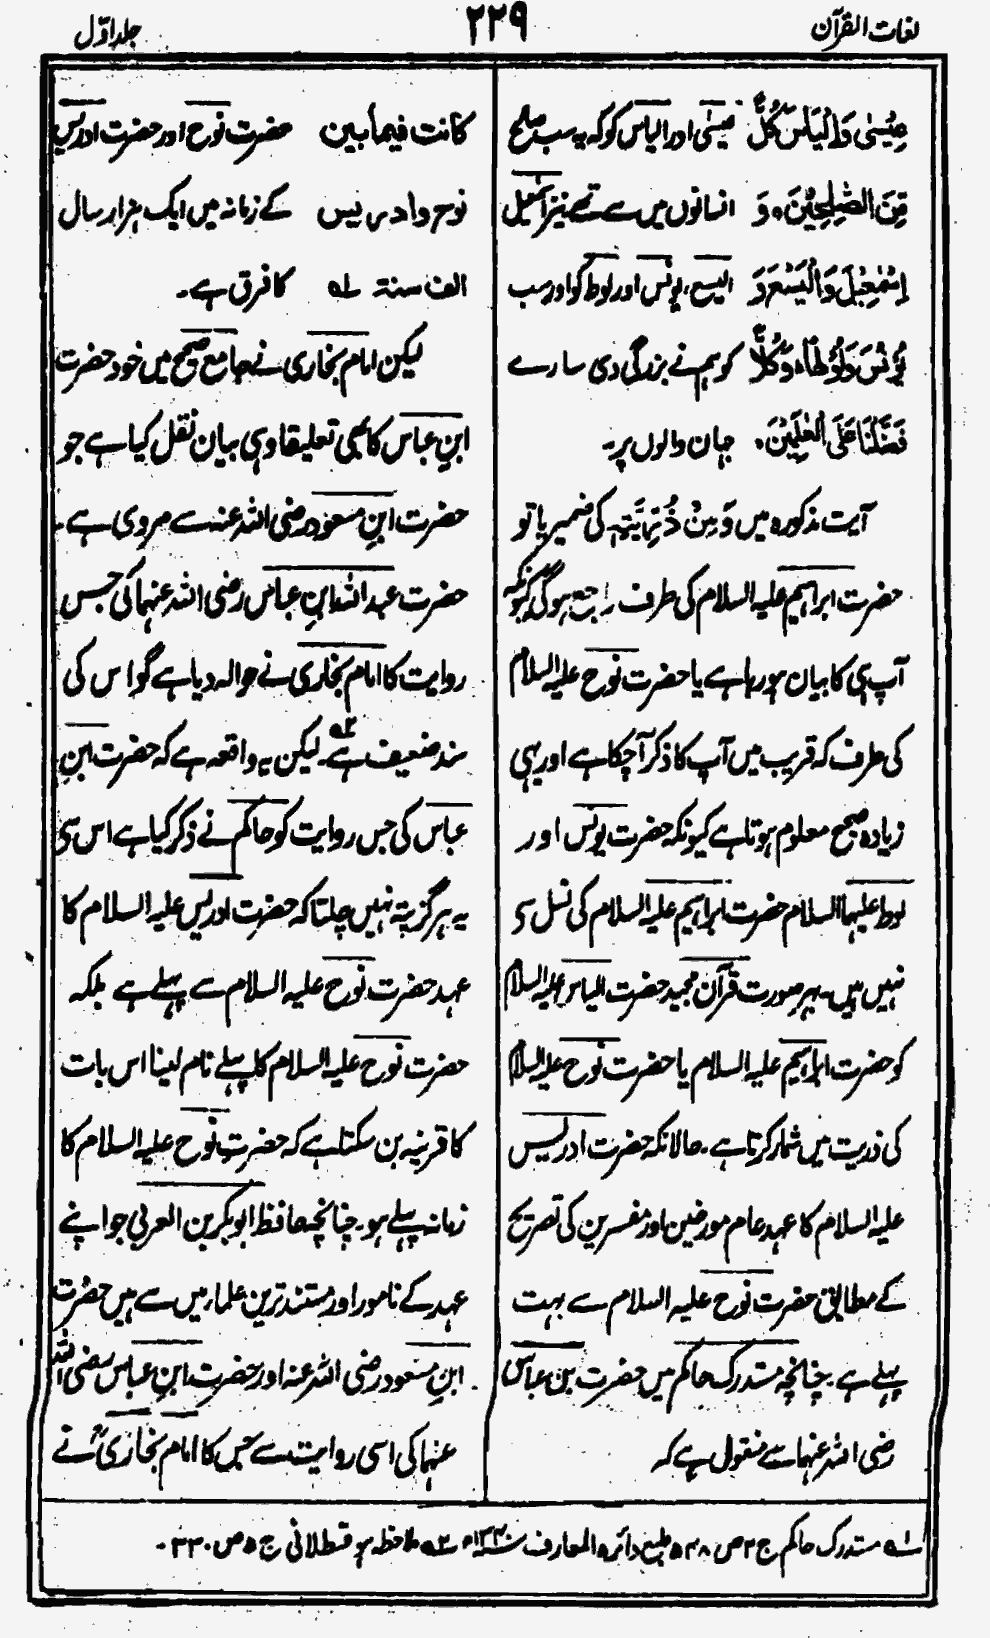 لغات القرآن
۲۲۹
جلد اوّل
عِيْسٰى وَاِلْيَاسَ كُلٌّ عیسٰی اور الیاس کو کہ یہ سب صالح
مِّنَ الصّٰلِحِيْنَ، وَ انسانوں میں سے تھے نیز اسمٰعیل
اِسْمٰعِيْلَ وَالْيَسَعَ وَ الیسع، یونس اور لوط کو اور سب
يُوْنُسَ وَلُوْطًا، وَكُلًّا کو ہم نے بزرگی دی سارے
فَضَّلْنَا عَلَى الْعٰلَمِيْنَ، جہان والوں پر۔
آیت مذکورہ میں وَمِنْ ذُرِّيَّتِهٖ کی ضمیر یا تو
حضرت ابراہیم علیہ السلام کی طرف راجع ہوگی کیونکہ
آپ ہی کا بیان ہو رہا ہے یا حضرت نوح علیہ السلام
کی طرف کہ قریب میں آپ کا ذکر آچکا ہے اور یہی
زیادہ صحیح معلوم ہوتا ہے کیونکہ حضرت یونس اور
لوط علیہما السلام حضرت ابراہیم علیہ السلام کی نسل سی
نہیں ہیں۔ بہر صورت قرآن مجید حضرت الیاس علیہ السلام
کو حضرت ابراہیم علیہ السلام یا حضرت نوح علیہ السلام
کی ذریت میں شمار کرتا ہے۔ حالانکہ حضرت ادریس
علیہ السلام کا عہد عام مورخین اور مفسرین کی تصریح
کے مطابق حضرت نوح علیہ السلام سے بہت
پہلے ہے۔ چنانچہ مستدرک حاکم میں حضرت ابن عباس
رضی اللہ عنہما سے منقول ہے کہ
کانت فیما بین حضرت نوح اور حضرت ادریس
نوح وادریس کے زمانہ میں ایک ہزار سال
الف سنة ؎۱ کا فرق ہے۔
لیکن امام بخاری نے جامع صحیح میں خود حضرت
ابنِ عباس کا بھی تعلیقا وہی بیان نقل کیا ہے جو
حضرت ابنِ مسعود رضی اللہ عنہ سے مروی ہے۔
حضرت عبد اللہ ابنِ عباس رضی اللہ عنہما کی جس
روایت کا امام بخاری نے حوالہ دیا ہے گو اس کی
سند ضعیف ہے ؎۲۔ لیکن یہ واقعہ ہے کہ حضرت ابنِ
عباس کی جس روایت کو حاکم نے ذکر کیا ہے اس سی
یہ ہرگز پتہ نہیں چلتا کہ حضرت ادریس علیہ السلام کا
عہد حضرت نوح علیہ السلام سے پہلے ہے بلکہ
حضرت نوح علیہ السلام کا پہلے نام لینا اس بات
کا قرینہ بن سکتا ہے کہ حضرت نوح علیہ السلام کا
زمانہ پہلے ہو۔ چنانچہ حافظ ابوبکر بن العربی جو اپنے
عہد کے نامور اور مستند ترین علماء میں سے ہیں حضرت
ابنِ مسعود رضی اللہ عنہ اور حضرت ابنِ عباس رضی اللہ
عنہما کی اسی روایت سے جس کا امام بخاری نے
؎۱ مستدرک حاکم ج ۲ ص ۵۴۸ طبع دائرۃ المعارف ۱۳۴۰ھ ؎۲ ملاحظہ ہو قسطلانی ج ۵ ص ۳۳۰۔